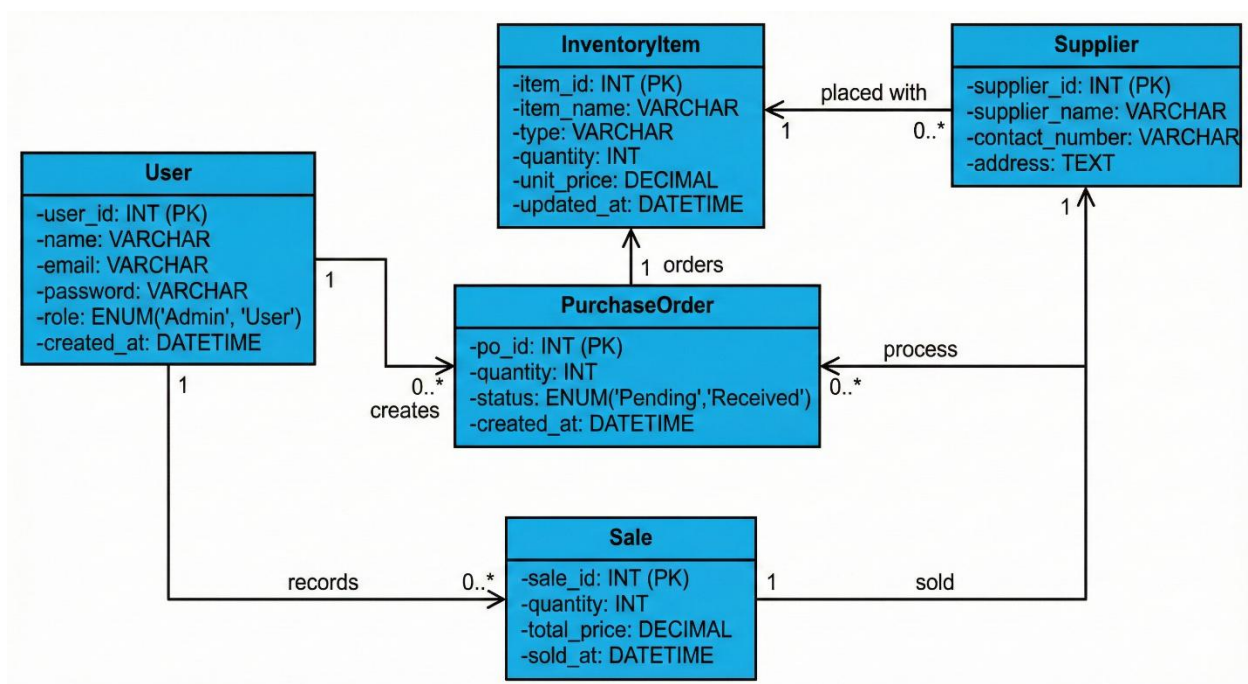 InventoryItem
-item_id: INT (PK)
-item_name: VARCHAR
-type: VARCHAR
-quantity: INT
-unit_price: DECIMAL
-updated_at: DATETIME
placed with
1
0..*
Supplier
-supplier_id: INT (PK)
-supplier_name: VARCHAR
-contact_number: VARCHAR
-address: TEXT
1
User
-user_id: INT (PK)
-name: VARCHAR
-email: VARCHAR
-password: VARCHAR
-role: ENUM('Admin', 'User')
-created_at: DATETIME
1
1
0..*
creates
1 orders
PurchaseOrder
-po_id: INT (PK)
-quantity: INT
-status: ENUM('Pending','Received')
-created_at: DATETIME
process
0..*
records
0..*
Sale
-sale_id: INT (PK)
-quantity: INT
-total_price: DECIMAL
-sold_at: DATETIME
1
sold